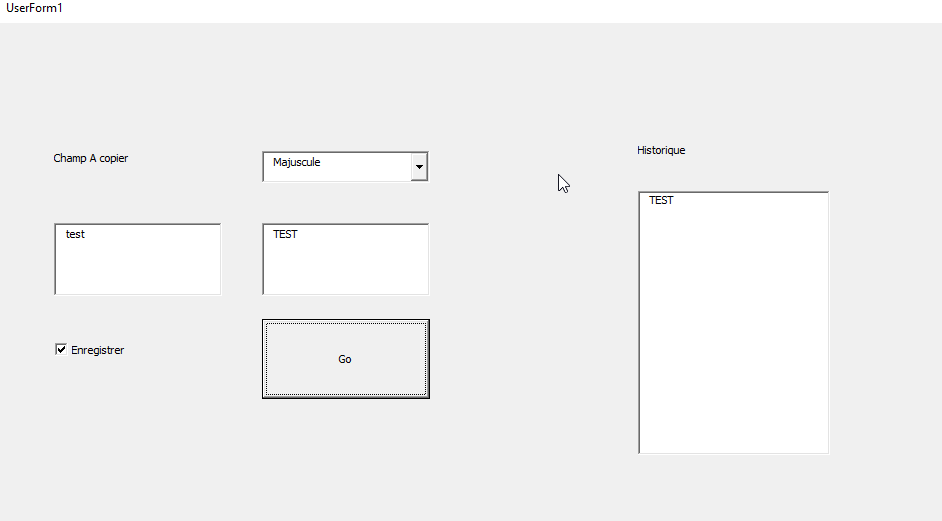 UserForm1
Champ A copier
Majuscule
Historique
test
TEST
TEST
Enregistrer
Go